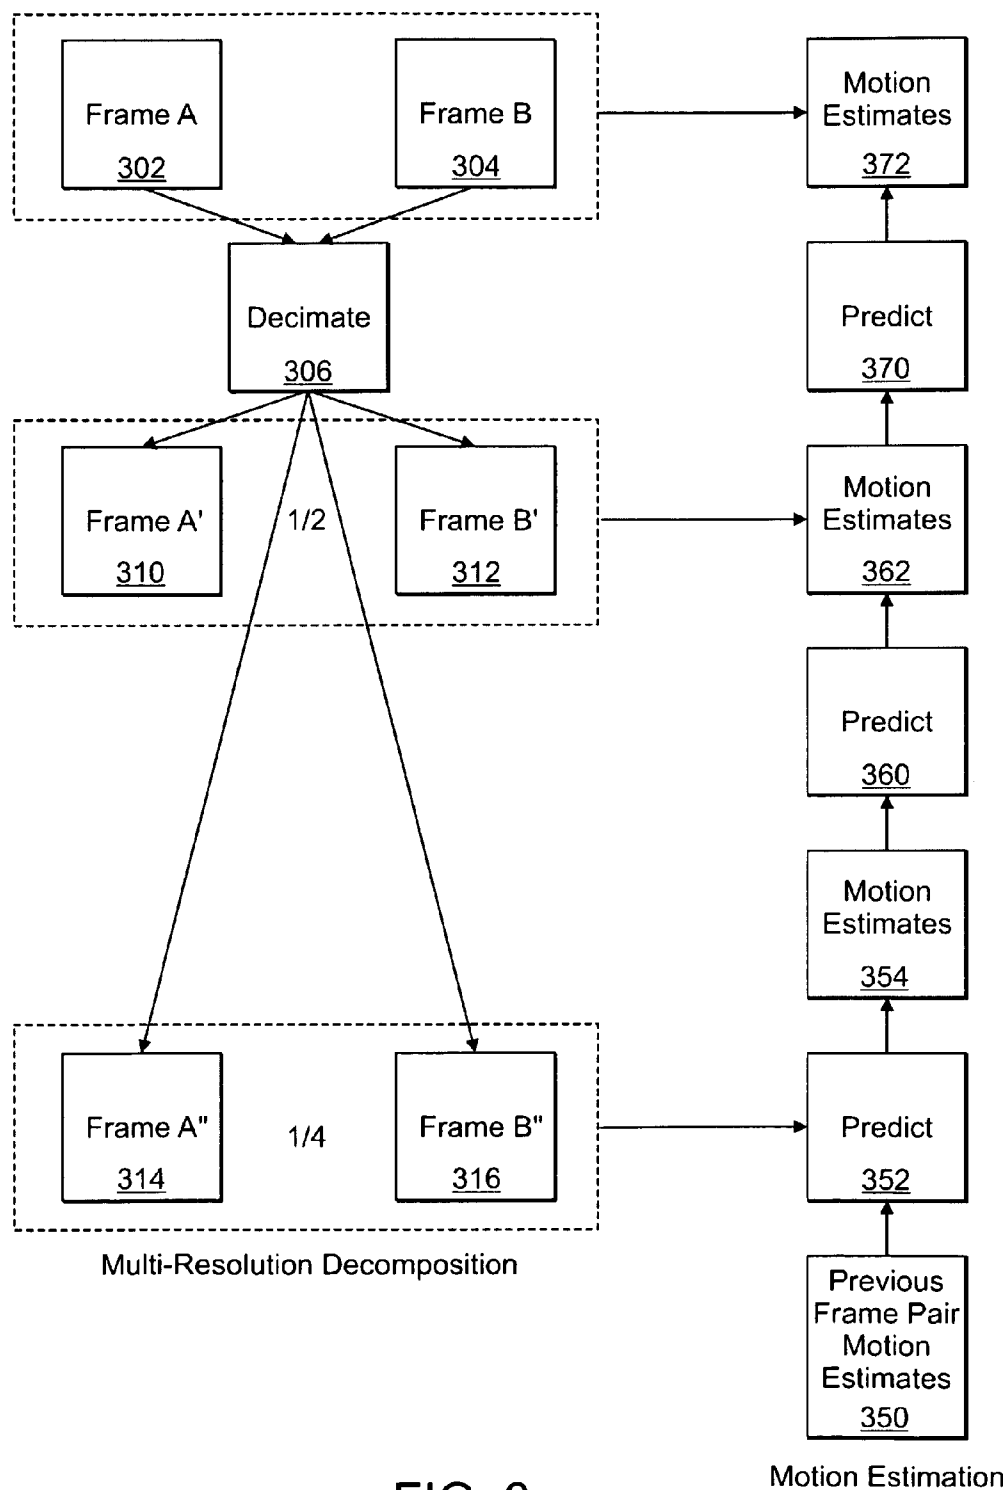 Frame A
302
Frame B
304
Motion
Estimates
372
Decimate
306
Predict
370
Frame A'
310
1/2
Frame B'
312
Motion
Estimates
362
Predict
360
Motion
Estimates
354
Frame A"
314
1/4
Frame B"
316
Predict
352
Multi-Resolution Decomposition
Previous
Frame Pair
Motion
Estimates
350
Motion Estimation
FIG.